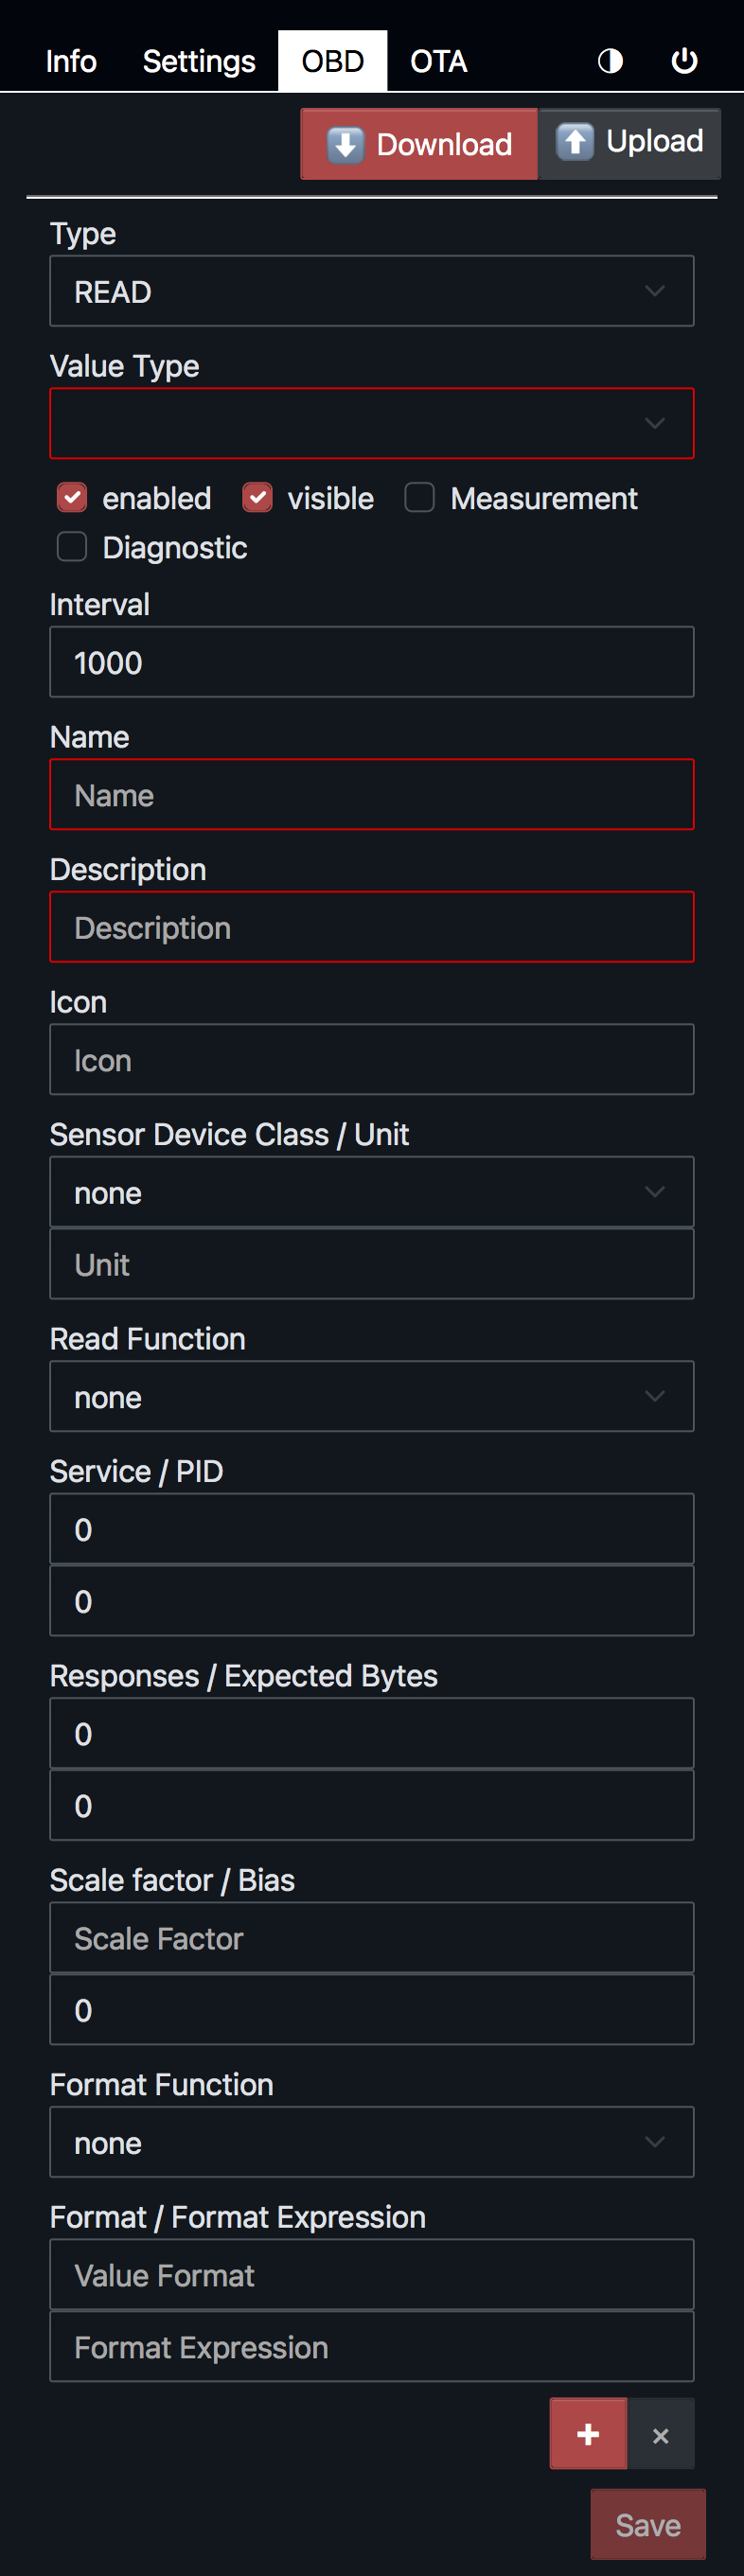 Info Settings OBD OTA
Download Upload
Type
READ
Value Type
enabled visible Measurement
Diagnostic
Interval
1000
Name
Name
Description
Description
Icon
Icon
Sensor Device Class / Unit
none
Unit
Read Function
none
Service / PID
0
0
Responses / Expected Bytes
0
0
Scale factor / Bias
Scale Factor
0
Format Function
none
Format / Format Expression
Value Format
Format Expression
Save